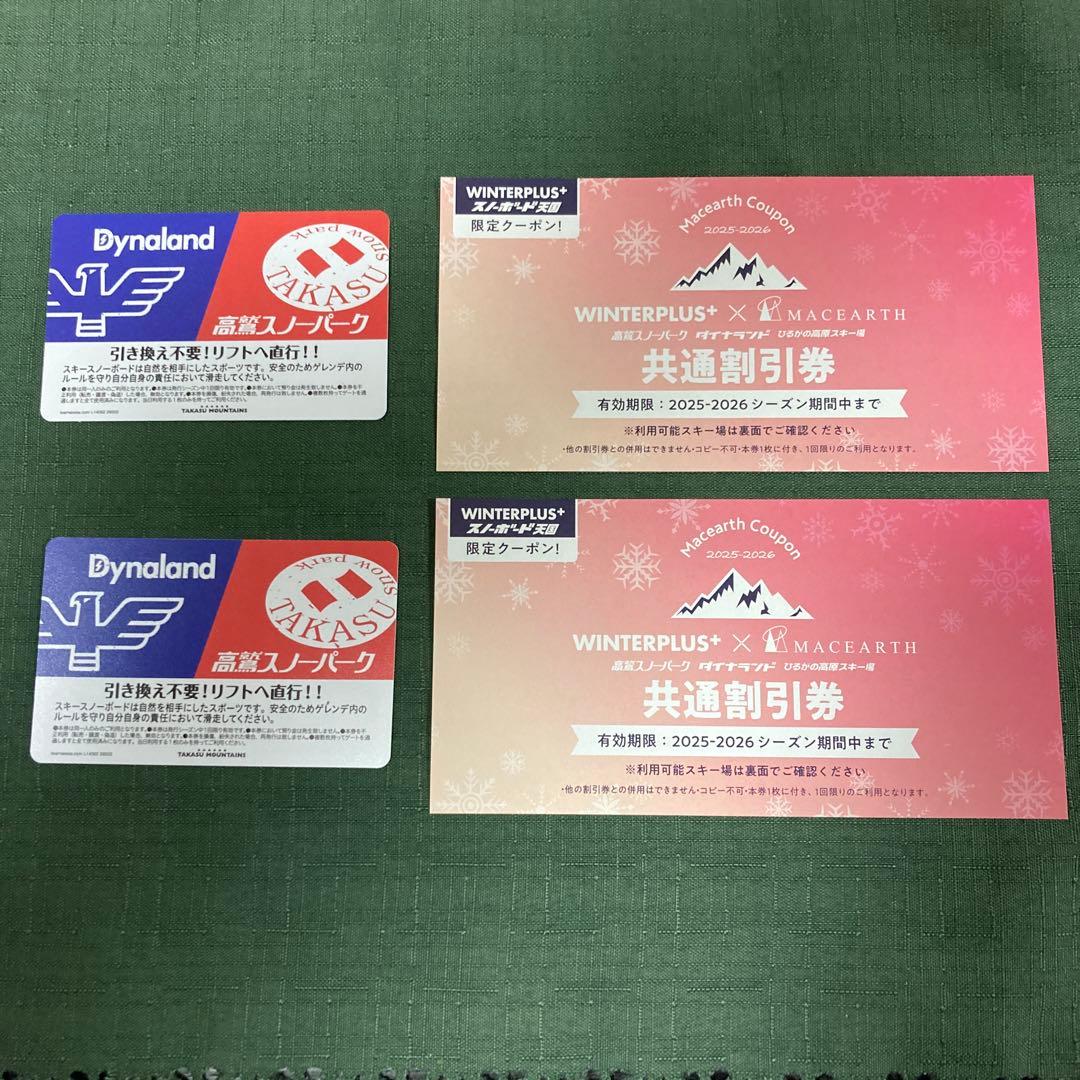 Dynaland
snow park
TAKASU
高鷲スノーパーク
引き換え不要!リフトへ直行!!
スキースノーボードは自然を相手にしたスポーツです。安全のためゲレンデ内の
ルールを守り自分自身の責任において滑走してください。
TAKASU MOUNTAINS
WINTERPLUS+
スノーボード天国
限定クーポン!
Macearth Coupon
2025-2026
WINTERPLUS+ × MACEARTH
高鷲スノーパーク ダイナランド ひるがの高原スキー場
共通割引券
有効期限:2025-2026シーズン期間中まで
※利用可能スキー場は裏面でご確認ください
・他の割引券との併用はできません・コピー不可・本券1枚に付き、1回限りのご利用となります。
Dynaland
snow park
TAKASU
高鷲スノーパーク
引き換え不要!リフトへ直行!!
スキースノーボードは自然を相手にしたスポーツです。安全のためゲレンデ内の
ルールを守り自分自身の責任において滑走してください。
TAKASU MOUNTAINS
WINTERPLUS+
スノーボード天国
限定クーポン!
Macearth Coupon
2025-2026
WINTERPLUS+ × MACEARTH
高鷲スノーパーク ダイナランド ひるがの高原スキー場
共通割引券
有効期限:2025-2026シーズン期間中まで
※利用可能スキー場は裏面でご確認ください
・他の割引券との併用はできません・コピー不可・本券1枚に付き、1回限りのご利用となります。